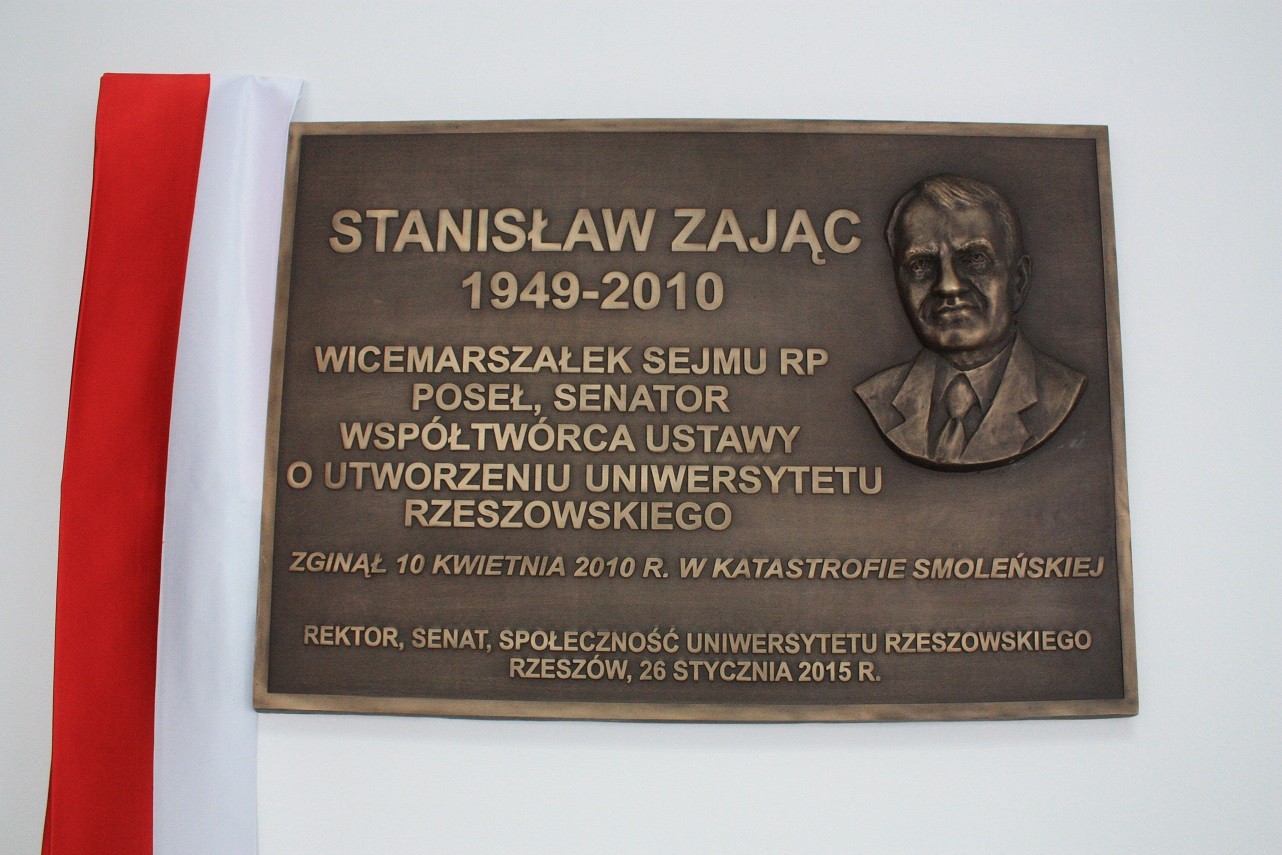 STANISŁAW ZAJĄC
1949-2010
WICEMARSZAŁEK SEJMU RP
POSEŁ, SENATOR
WSPÓŁTWÓRCA USTAWY
O UTWORZENIU UNIWERSYTETU
RZESZOWSKIEGO
ZGINĄŁ 10 KWIETNIA 2010 R. W KATASTROFIE SMOLEŃSKIEJ
REKTOR, SENAT, SPOŁECZNOŚĆ UNIWERSYTETU RZESZOWSKIEGO
RZESZÓW, 26 STYCZNIA 2015 R.